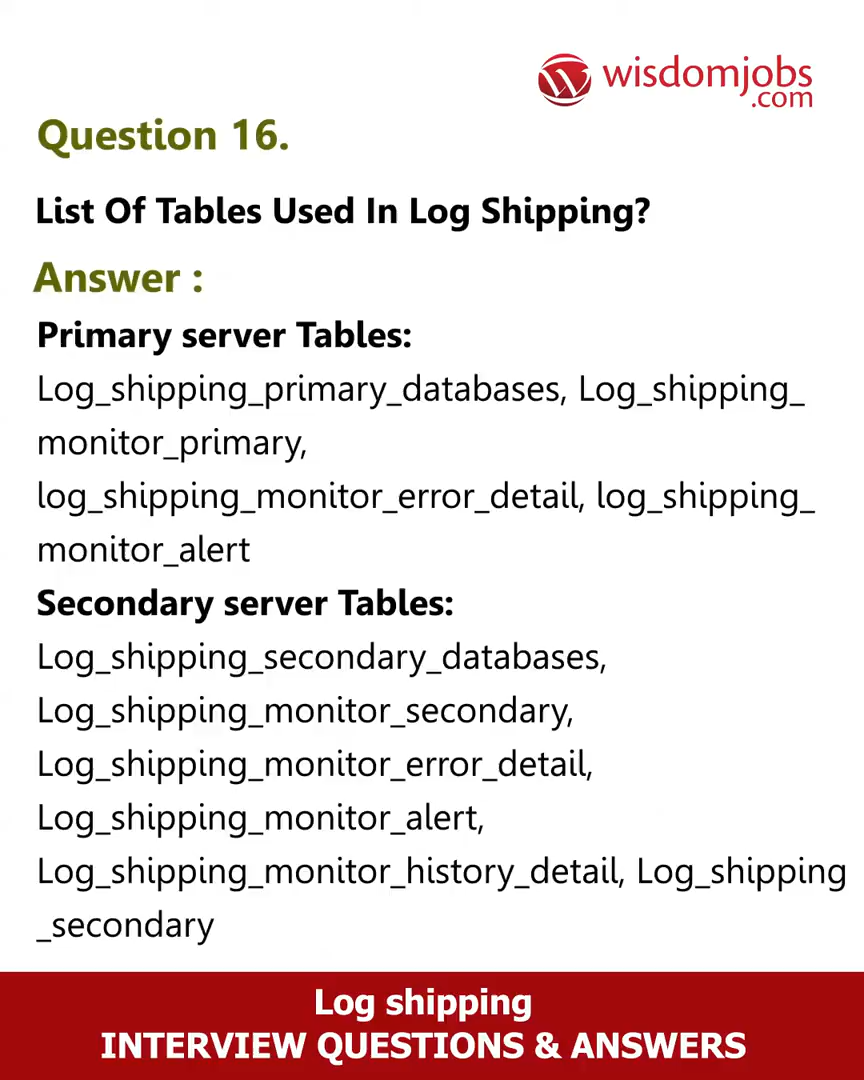 wisdomjobs
.com
Question 16.
List Of Tables Used In Log Shipping?
Answer :
Primary server Tables:
Log_shipping_primary_databases, Log_shipping_
monitor_primary,
log_shipping_monitor_error_detail, log_shipping_
monitor_alert
Secondary server Tables:
Log_shipping_secondary_databases,
Log_shipping_monitor_secondary,
Log_shipping_monitor_error_detail,
Log_shipping_monitor_alert,
Log_shipping_monitor_history_detail, Log_shipping
_secondary
Log shipping
INTERVIEW QUESTIONS & ANSWERS